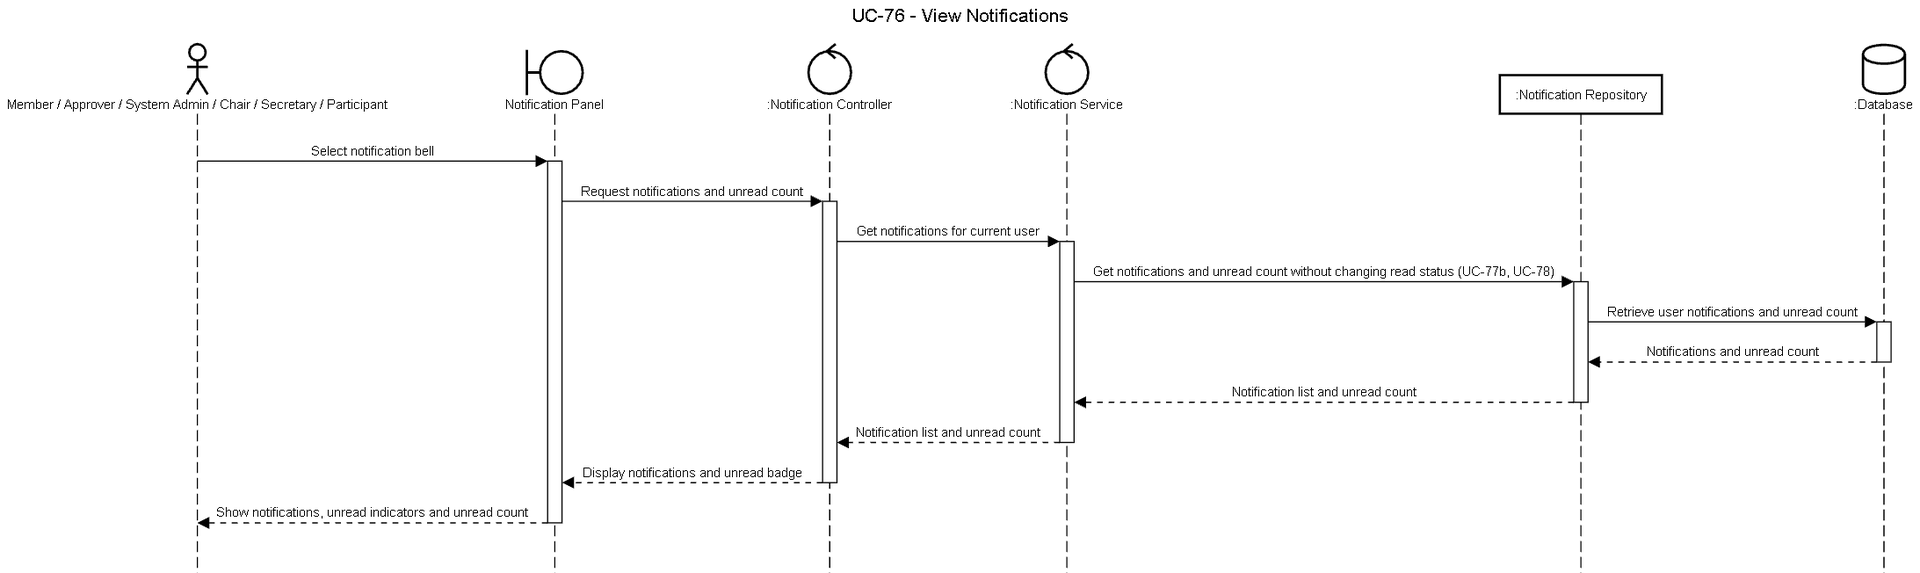 UC-76 - View Notifications
Member / Approver / System Admin / Chair / Secretary / Participant
Notification Panel
:Notification Controller
:Notification Service
:Notification Repository
:Database
Select notification bell
Request notifications and unread count
Get notifications for current user
Get notifications and unread count without changing read status (UC-77b, UC-78)
Retrieve user notifications and unread count
Notifications and unread count
Notification list and unread count
Notification list and unread count
Display notifications and unread badge
Show notifications, unread indicators and unread count